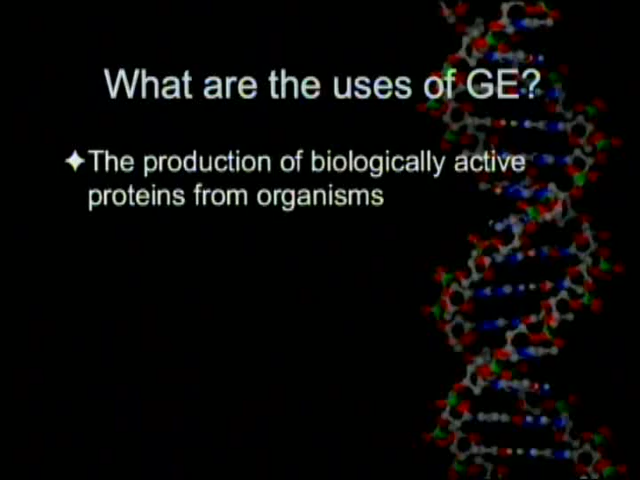 What are the uses of GE?
The production of biologically active
proteins from organisms